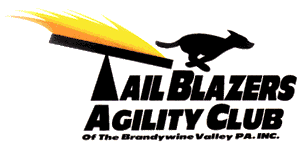 TAIL BLAZERS
AGILITY CLUB
Of The Brandywine Valley PA. INC.